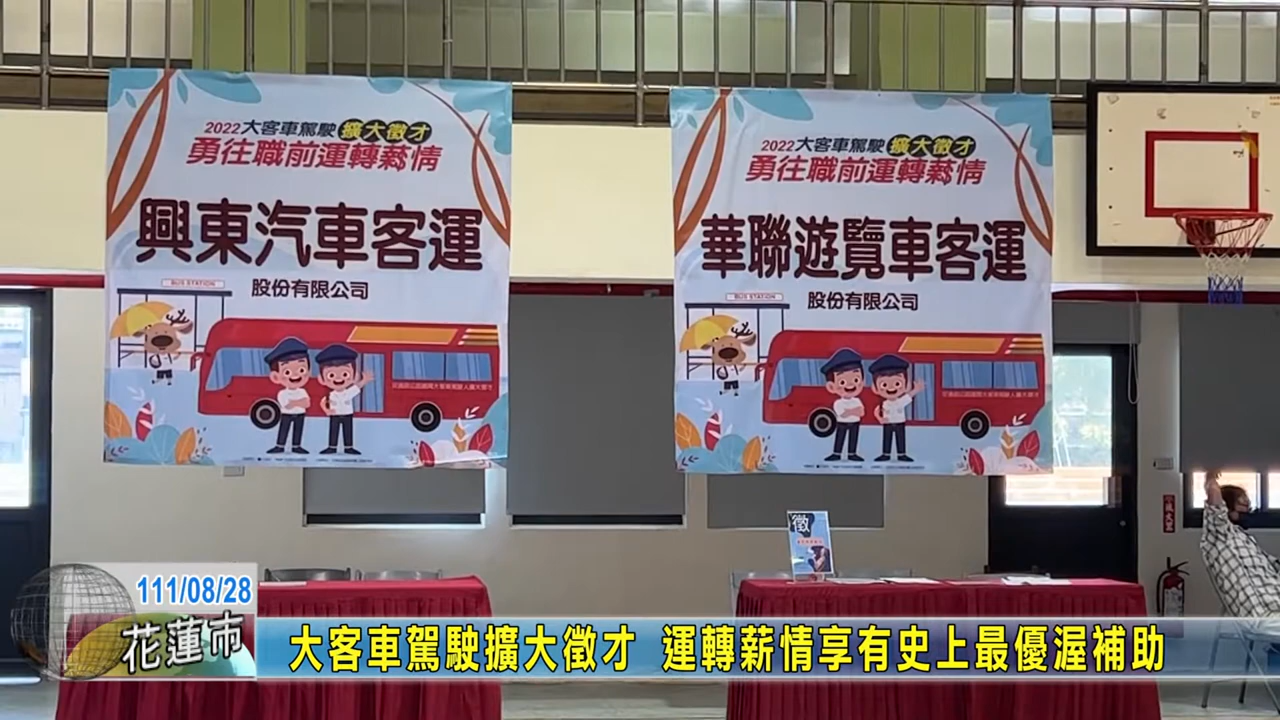 2022大客車駕駛擴大徵才
勇往職前運轉薪情
興東汽車客運
股份有限公司
BUS STATION
2022大客車駕駛擴大徵才
勇往職前運轉薪情
華聯遊覽車客運
股份有限公司
BUS STATION
徵
滅火器
111/08/28
花蓮市
大客車駕駛擴大徵才 運轉薪情享有史上最優渥補助